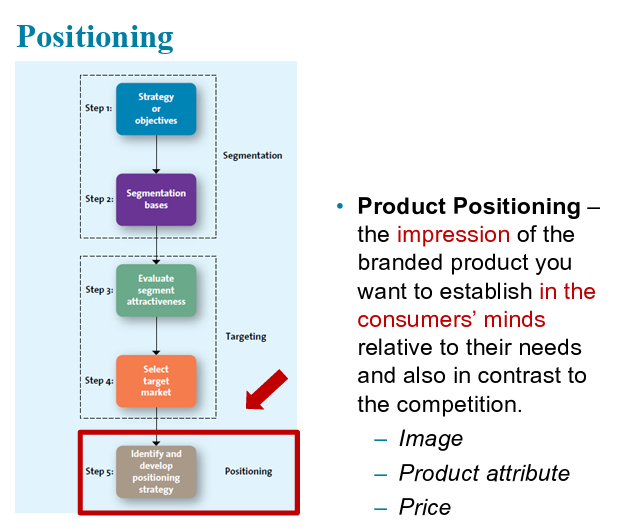 Positioning
Step 1:
Strategy
or
objectives
Segmentation
Step 2:
Segmentation
bases
Step 3:
Evaluate
segment
attractiveness
Targeting
Step 4:
Select
target
market
Step 5:
Identify and
develop
positioning
strategy
Positioning
• Product Positioning –
the impression of the
branded product you
want to establish in the
consumers’ minds
relative to their needs
and also in contrast to
the competition.
– Image
– Product attribute
– Price